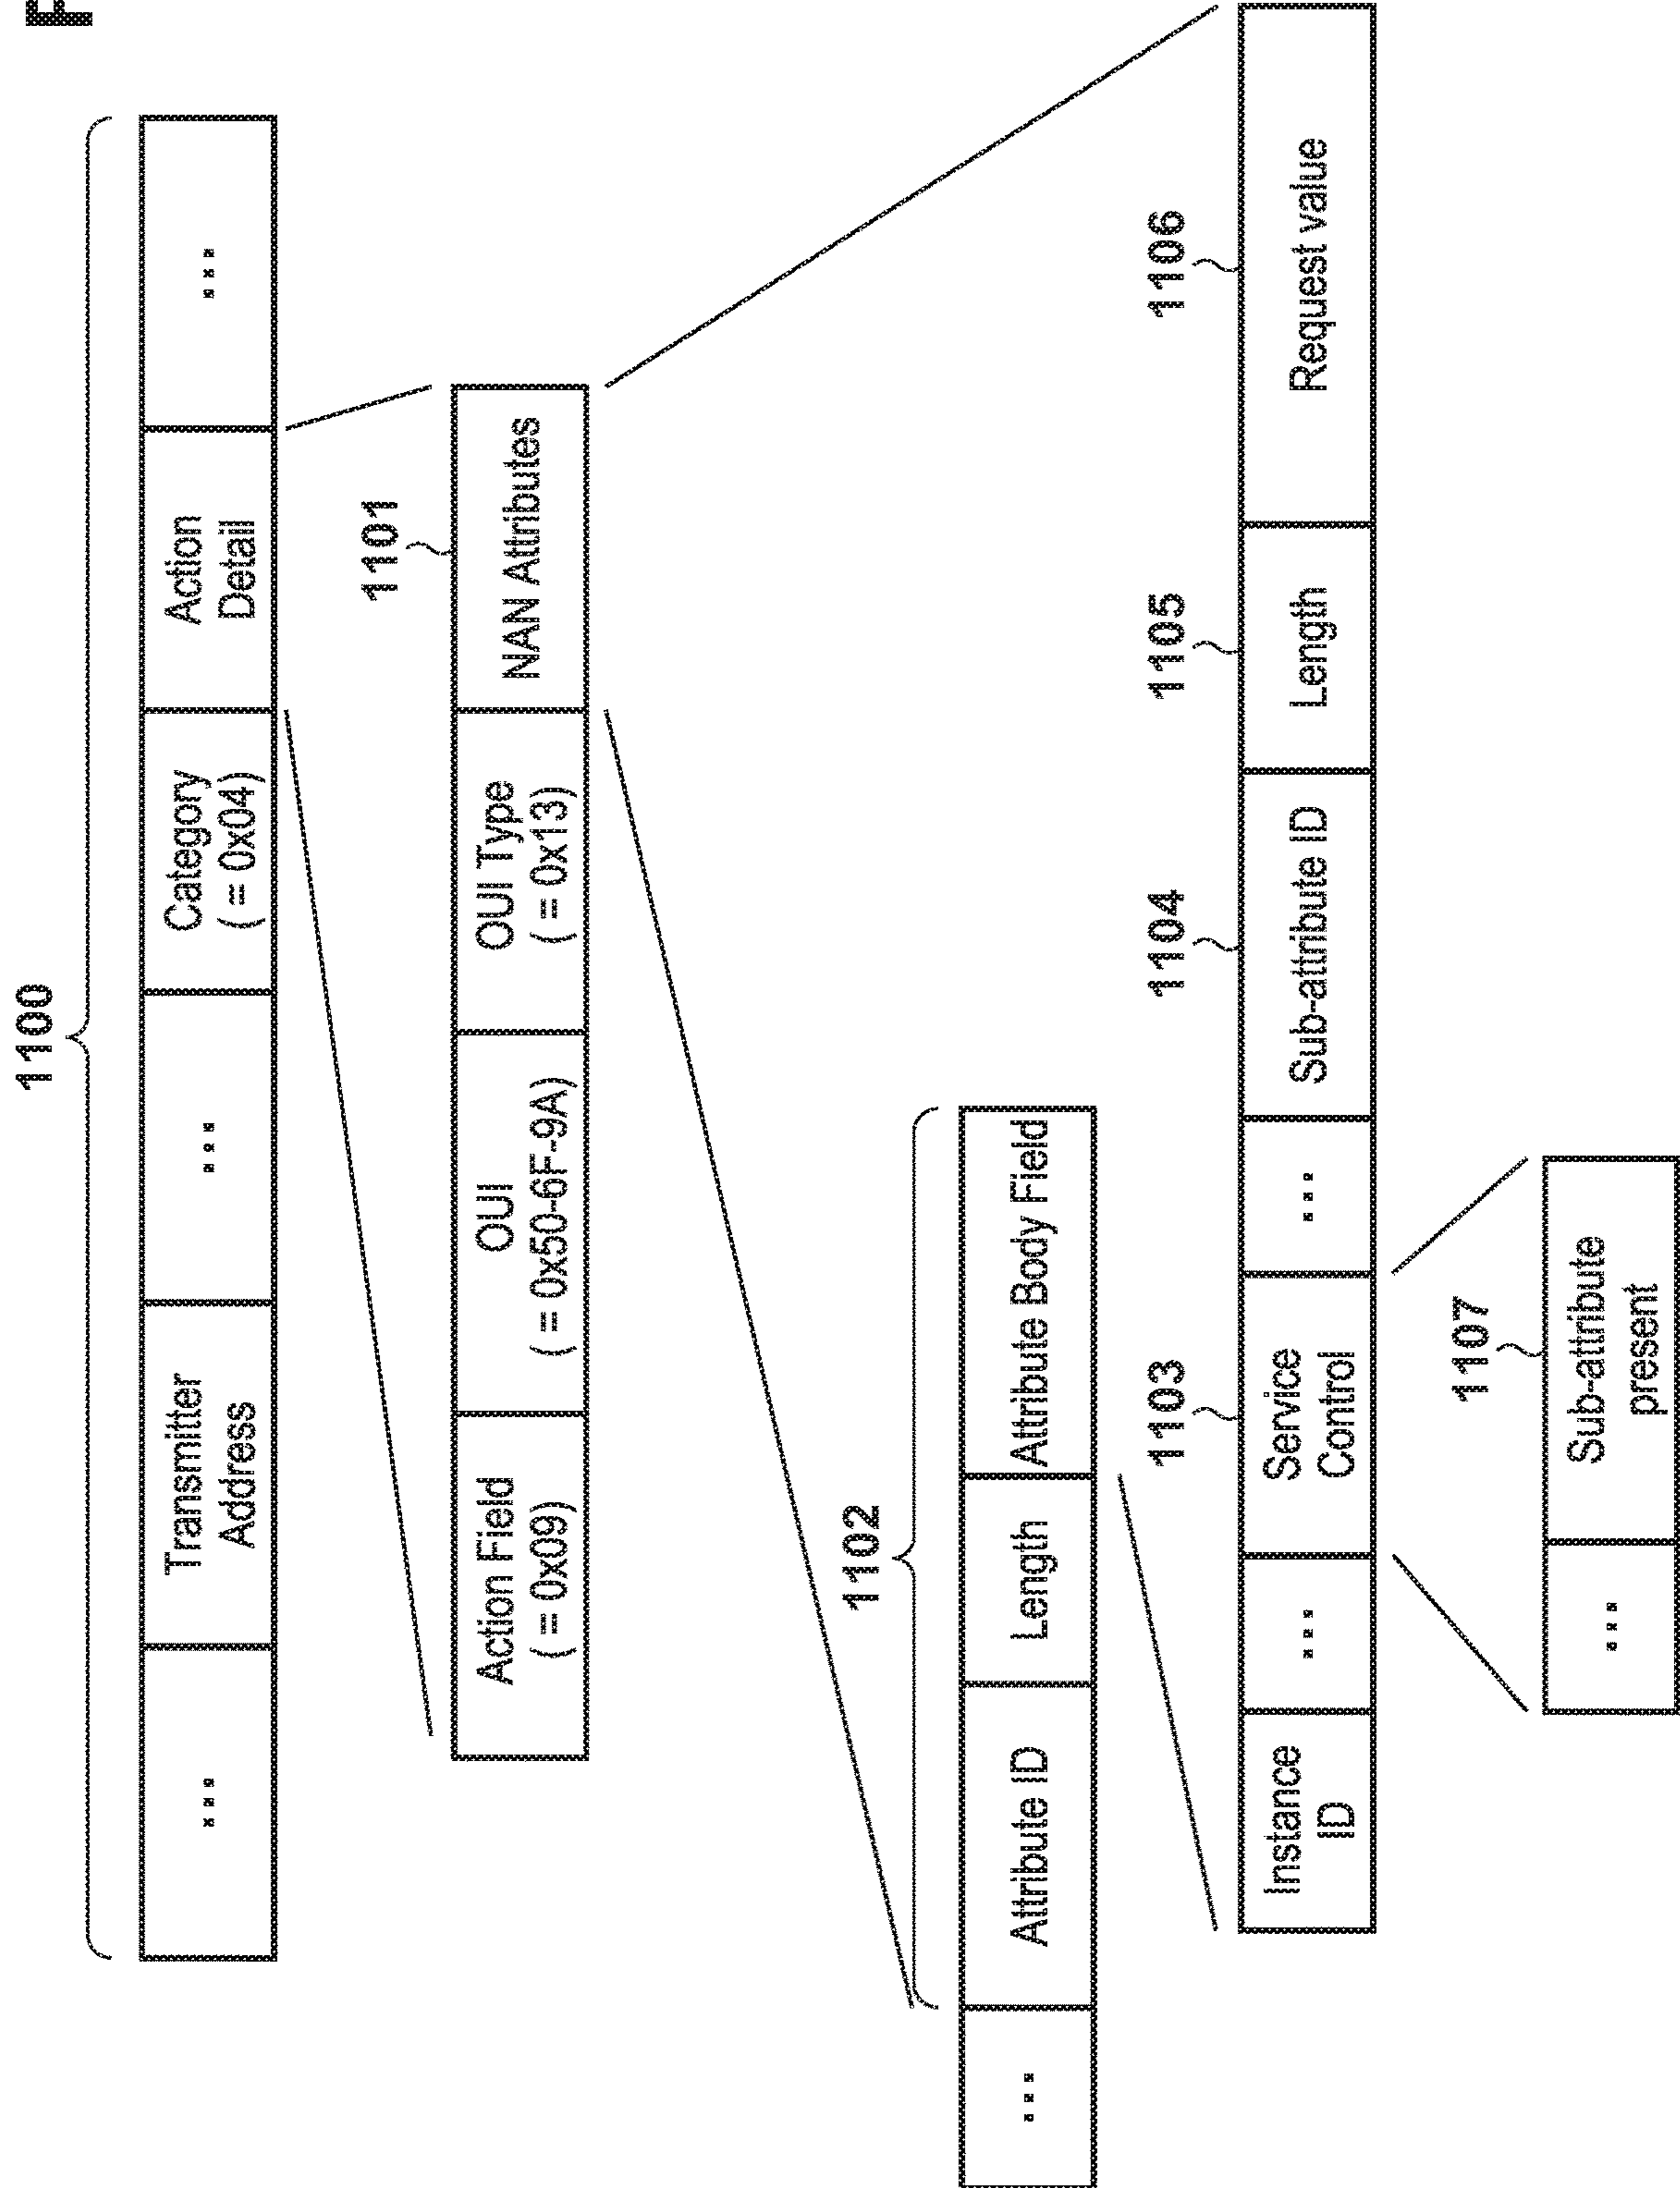 F
1100
...
Transmitter
Address
...
Category
( = 0x04)
Action
Detail
...
1101
Action Field
( = 0x09)
OUI
( = 0x50-6F-9A)
OUI Type
( = 0x13)
NAN Attributes
1102
...
Attribute ID
Length
Attribute Body Field
1103
1104
1105
1106
Instance
ID
...
Service
Control
...
Sub-attribute ID
Length
Request value
1107
...
Sub-attribute
present